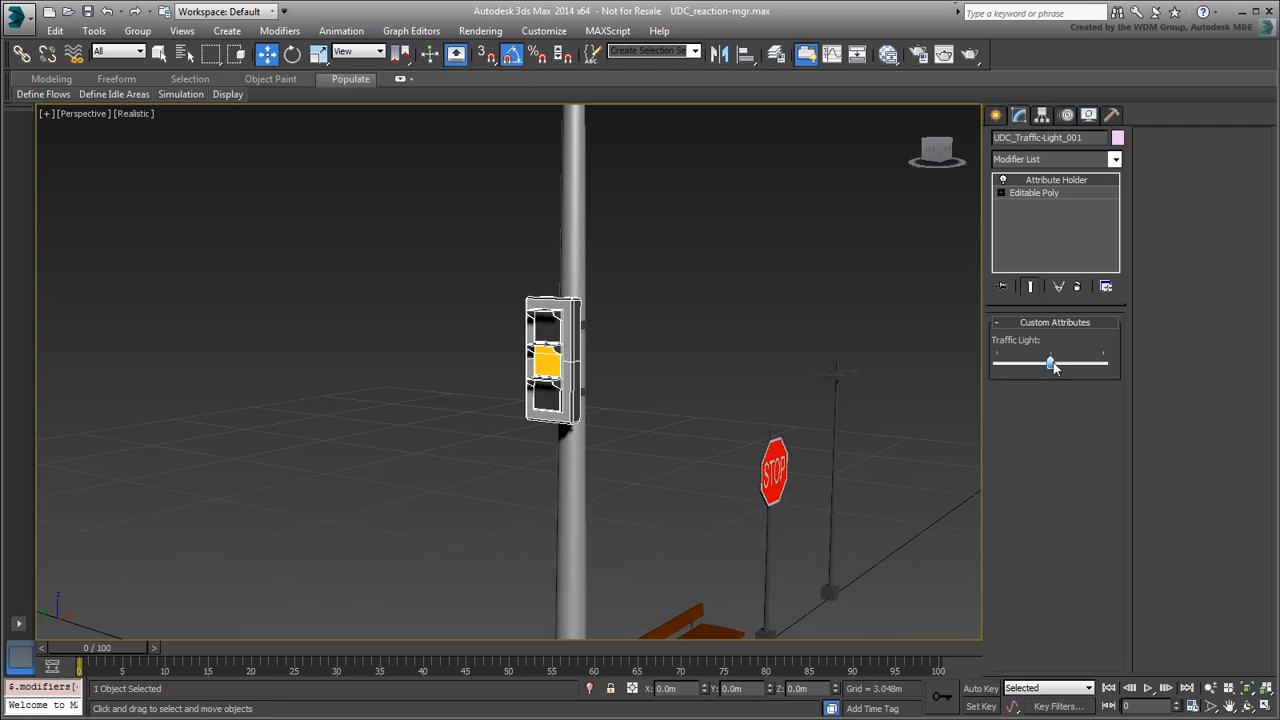 Workspace: Default
Autodesk 3ds Max 2014 x64 - Not for Resale UDC_reaction-mgr.max
Type a keyword or phrase
Edit Tools Group Views Create Modifiers Animation Graph Editors Rendering Customize MAXScript Help
Created by the WDM Group, Autodesk MGE
All
View
Create Selection Se
Modeling Freeform Selection Object Paint Populate
Define Flows Define Idle Areas Simulation Display
[+] [Perspective] [Realistic]
UDC_Traffic-Light_001
Modifier List
Attribute Holder
Editable Poly
Custom Attributes
Traffic Light:
STOP
0 / 100
0 5 10 15 20 25 30 35 40 45 50 55 60 65 70 75 80 85 90 95 100
$.modifiers[
1 Object Selected
X: 0.0m Y: 0.0m Z: 0.0m
Grid = 3.048m
Auto Key
Selected
Click and drag to select and move objects
Add Time Tag
Set Key
Key Filters...
0